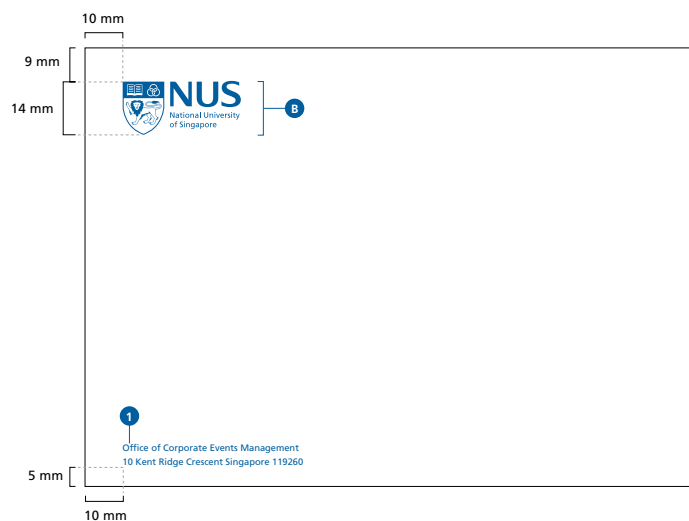 10 mm
9 mm
14 mm
NUS
National University
of Singapore
B
1
Office of Corporate Events Management
10 Kent Ridge Crescent Singapore 119260
5 mm
10 mm